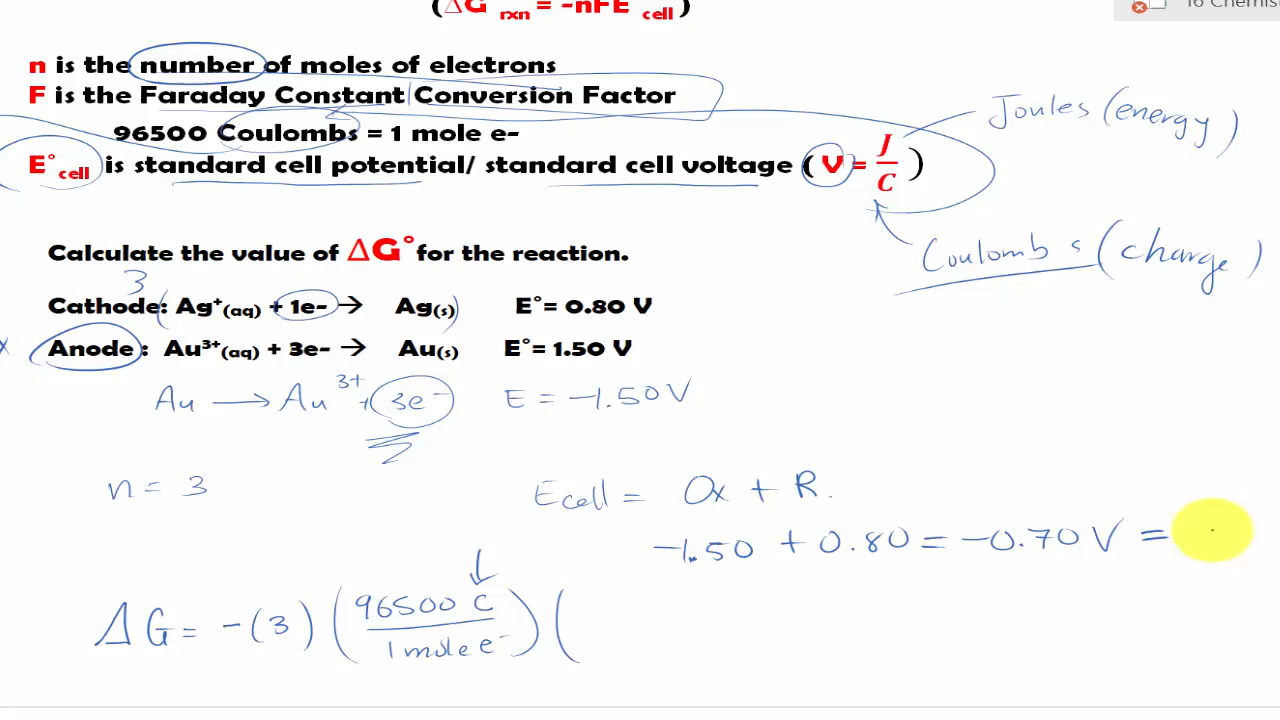 (ΔG rxn = -nFE cell)
16 Chemis
n is the number of moles of electrons
F is the Faraday Constant Conversion Factor
Joules (energy)
96500 Coulombs = 1 mole e-
E° cell is standard cell potential/ standard cell voltage ( V = J/C )
Coulombs (charge)
Calculate the value of ΔG° for the reaction.
3
Cathode: Ag+(aq) + 1e- → Ag(s) E°= 0.80 V
Anode: Au3+(aq) + 3e- → Au(s) E°= 1.50 V
Au → Au3+ + 3e- E = -1.50 V
n = 3
Ecell = Ox + R.
-1.50 + 0.80 = -0.70 V =
ΔG = -(3) (96500 C / 1 mole e-) (